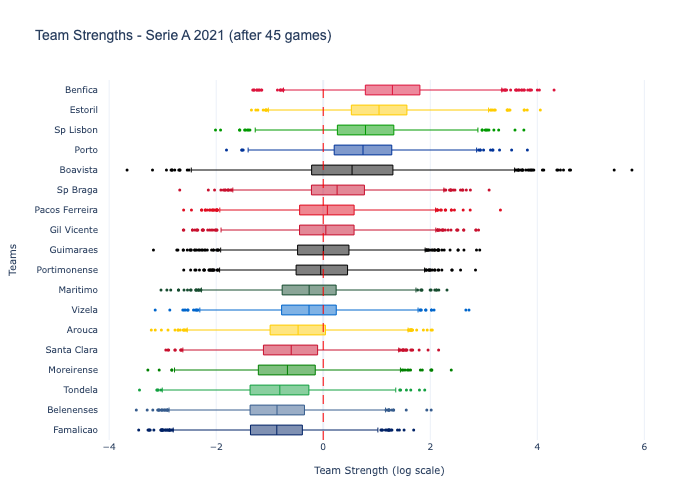 Team Strengths - Serie A 2021 (after 45 games)
Benfica
Estoril
Sp Lisbon
Porto
Boavista
Sp Braga
Pacos Ferreira
Gil Vicente
Guimaraes
Portimonense
Maritimo
Vizela
Arouca
Santa Clara
Moreirense
Tondela
Belenenses
Famalicao
Teams
−4 −2 0 2 4 6
Team Strength (log scale)